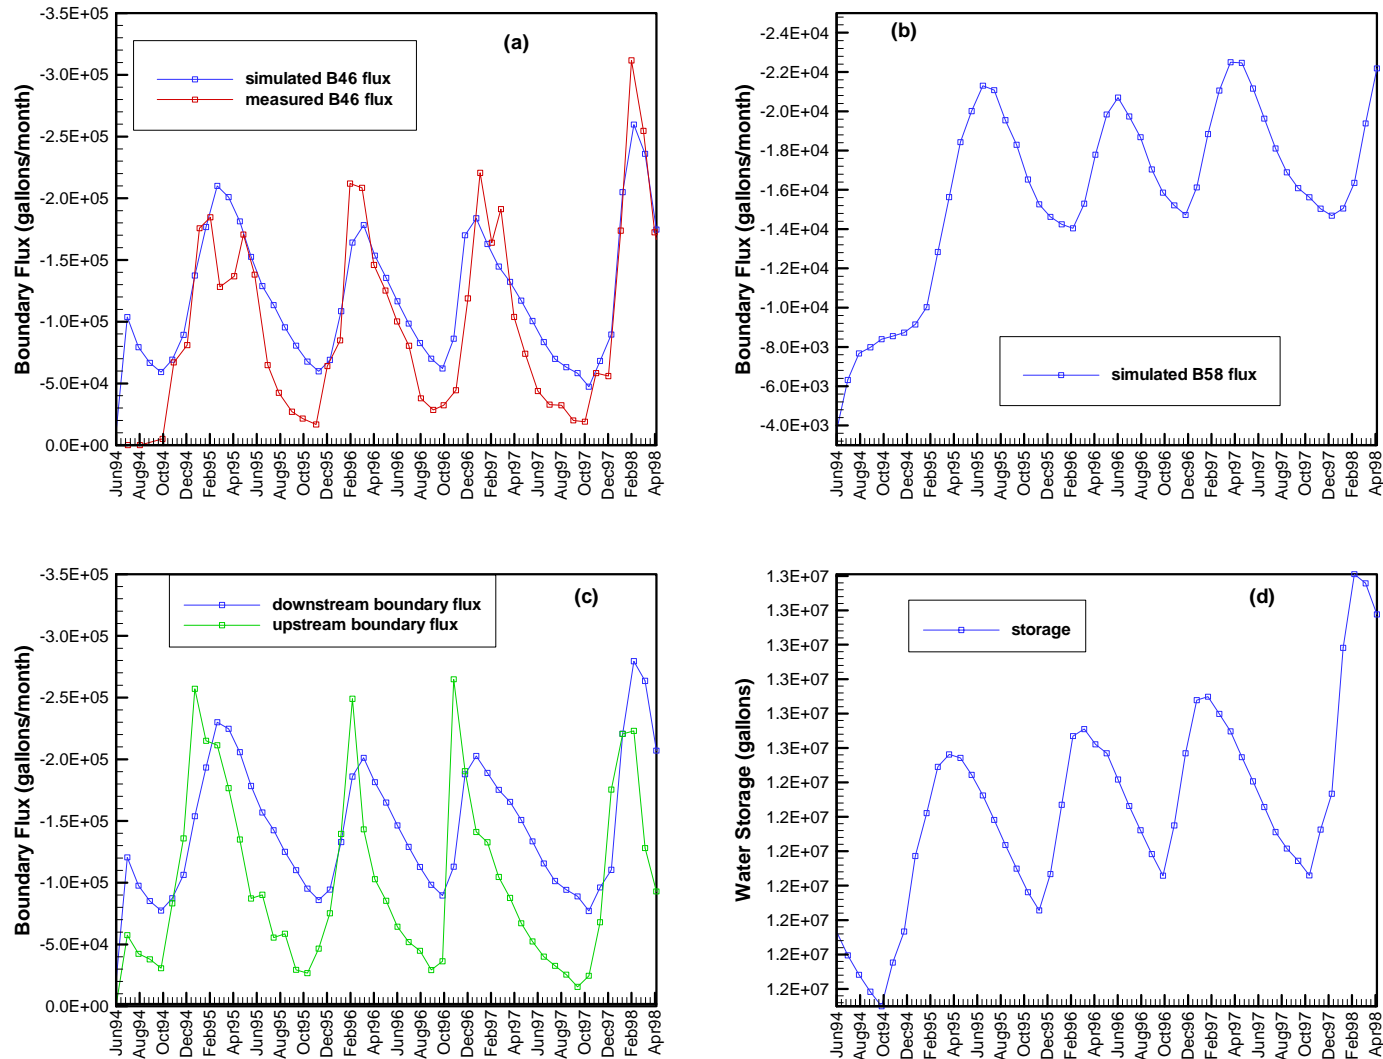 (a)
simulated B46 flux
measured B46 flux
Boundary Flux (gallons/month)
-3.5E+05
-3.0E+05
-2.5E+05
-2.0E+05
-1.5E+05
-1.0E+05
-5.0E+04
0.0E+00
Jun94
Aug94
Oct94
Dec94
Feb95
Apr95
Jun95
Aug95
Oct95
Dec95
Feb96
Apr96
Jun96
Aug96
Oct96
Dec96
Feb97
Apr97
Jun97
Aug97
Oct97
Dec97
Feb98
Apr98
(b)
simulated B58 flux
Boundary Flux (gallons/month)
-2.4E+04
-2.2E+04
-2.0E+04
-1.8E+04
-1.6E+04
-1.4E+04
-1.2E+04
-1.0E+04
-8.0E+03
-6.0E+03
-4.0E+03
Jun94
Aug94
Oct94
Dec94
Feb95
Apr95
Jun95
Aug95
Oct95
Dec95
Feb96
Apr96
Jun96
Aug96
Oct96
Dec96
Feb97
Apr97
Jun97
Aug97
Oct97
Dec97
Feb98
Apr98
(c)
downstream boundary flux
upstream boundary flux
Boundary Flux (gallons/month)
-3.5E+05
-3.0E+05
-2.5E+05
-2.0E+05
-1.5E+05
-1.0E+05
-5.0E+04
0.0E+00
Jun94
Aug94
Oct94
Dec94
Feb95
Apr95
Jun95
Aug95
Oct95
Dec95
Feb96
Apr96
Jun96
Aug96
Oct96
Dec96
Feb97
Apr97
Jun97
Aug97
Oct97
Dec97
Feb98
Apr98
(d)
storage
Water Storage (gallons)
1.3E+07
1.3E+07
1.3E+07
1.3E+07
1.3E+07
1.3E+07
1.2E+07
1.2E+07
1.2E+07
1.2E+07
1.2E+07
1.2E+07
1.2E+07
Jun94
Aug94
Oct94
Dec94
Feb95
Apr95
Jun95
Aug95
Oct95
Dec95
Feb96
Apr96
Jun96
Aug96
Oct96
Dec96
Feb97
Apr97
Jun97
Aug97
Oct97
Dec97
Feb98
Apr98